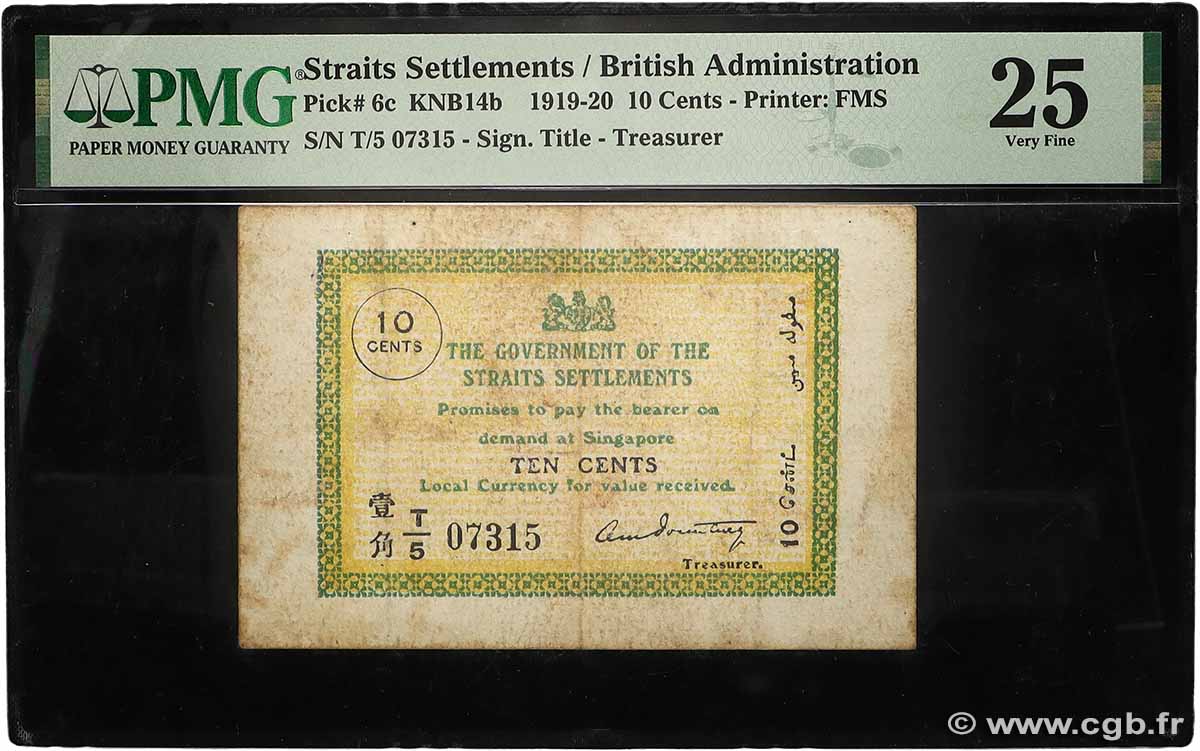 PMG®
PAPER MONEY GUARANTY
Straits Settlements / British Administration
Pick# 6c KNB14b 1919-20 10 Cents - Printer: FMS
S/N T/5 07315 - Sign. Title - Treasurer
25
Very Fine
10
CENTS
THE GOVERNMENT OF THE
STRAITS SETTLEMENTS
Promises to pay the bearer on
demand at Singapore
TEN CENTS
Local Currency for value received.
壹角
T/5 07315
Treasurer.
10
© www.cgb.fr